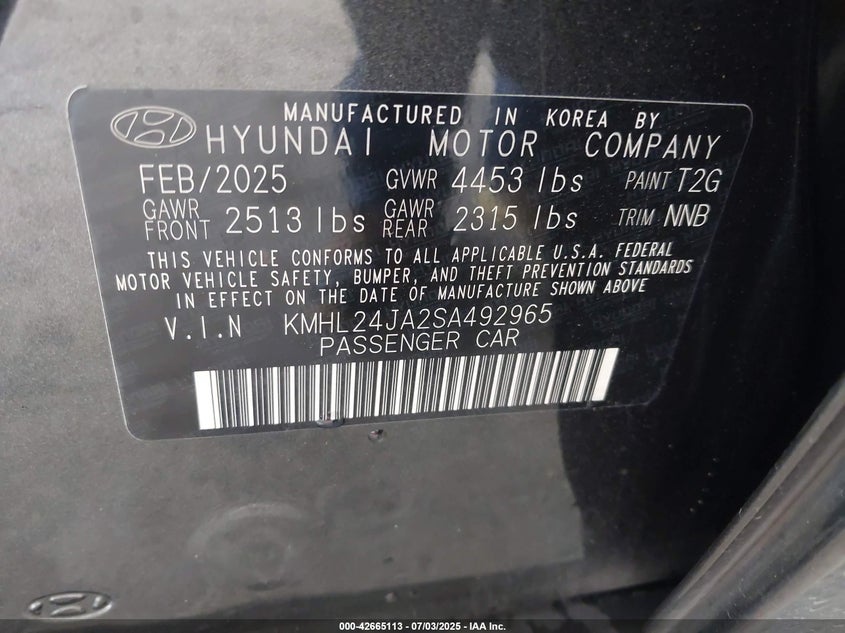 MANUFACTURED IN KOREA BY
HYUNDAI MOTOR COMPANY
FEB/2025 GVWR 4453 lbs PAINT T2G
GAWR FRONT 2513 lbs GAWR REAR 2315 lbs TRIM NNB
THIS VEHICLE CONFORMS TO ALL APPLICABLE U.S.A. FEDERAL
MOTOR VEHICLE SAFETY, BUMPER, AND THEFT PREVENTION STANDARDS
IN EFFECT ON THE DATE OF MANUFACTURE SHOWN ABOVE
V.I.N KMHL24JA2SA492965
PASSENGER CAR
000-42665113 - 07/03/2025 - IAA Inc.